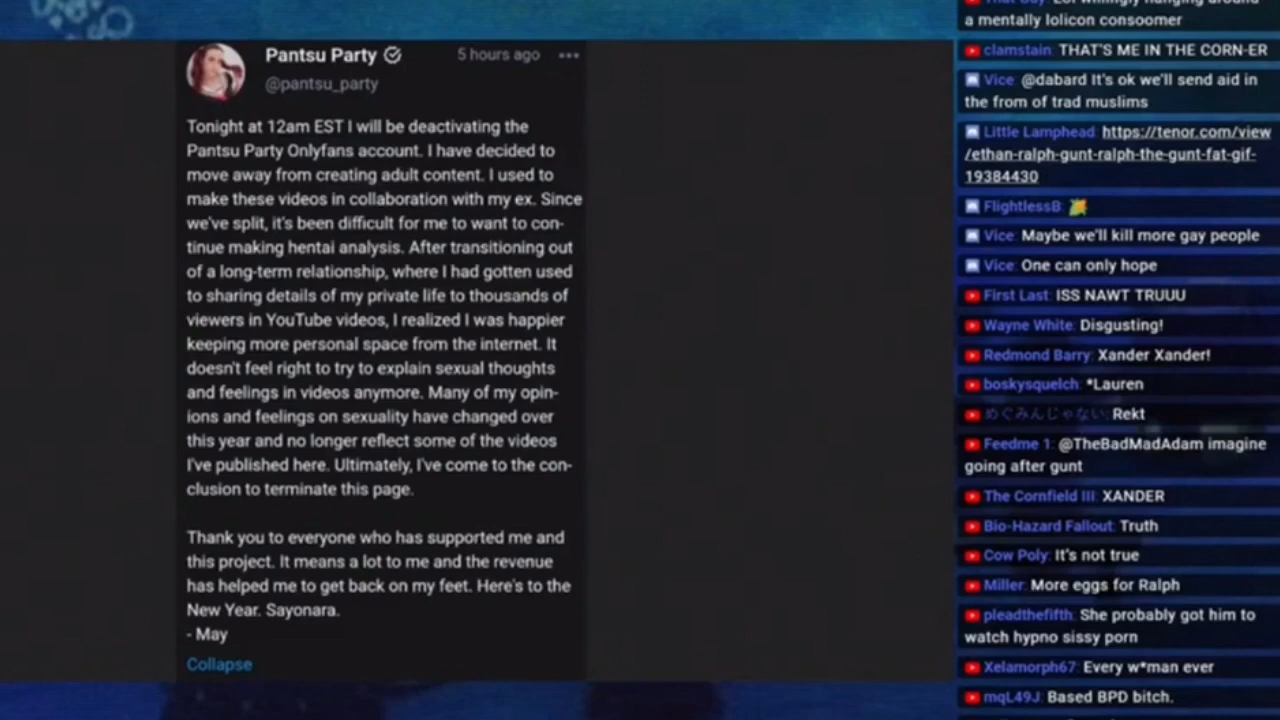 Pantsu Party
5 hours ago
@pantsu_party
Tonight at 12am EST I will be deactivating the
Pantsu Party Onlyfans account. I have decided to
move away from creating adult content. I used to
make these videos in collaboration with my ex. Since
we've split, it's been difficult for me to want to con-
tinue making hentai analysis. After transitioning out
of a long-term relationship, where I had gotten used
to sharing details of my private life to thousands of
viewers in YouTube videos, I realized I was happier
keeping more personal space from the internet. It
doesn't feel right to try to explain sexual thoughts
and feelings in videos anymore. Many of my opin-
ions and feelings on sexuality have changed over
this year and no longer reflect some of the videos
I've published here. Ultimately, I've come to the con-
clusion to terminate this page.
Thank you to everyone who has supported me and
this project. It means a lot to me and the revenue
has helped me to get back on my feet. Here's to the
New Year. Sayonara.
- May
Collapse
a mentally lolicon consoomer
clamstain: THAT'S ME IN THE CORN-ER
Vice: @dabard It's ok we'll send aid in
the from of trad muslims
Little Lamphead: https://tenor.com/view
/ethan-ralph-gunt-ralph-the-gunt-fat-gif-
19384430
FlightlessB:
Vice: Maybe we'll kill more gay people
Vice: One can only hope
First Last: ISS NAWT TRUUU
Wayne White: Disgusting!
Redmond Barry: Xander Xander!
boskysquelch: *Lauren
めぐみんじゃない: Rekt
Feedme 1: @TheBadMadAdam imagine
going after gunt
The Cornfield III: XANDER
Bio-Hazard Fallout: Truth
Cow Poly: It's not true
Miller: More eggs for Ralph
pleadthefifth: She probably got him to
watch hypno sissy porn
Xelamorph67: Every w*man ever
mqL49J: Based BPD bitch.